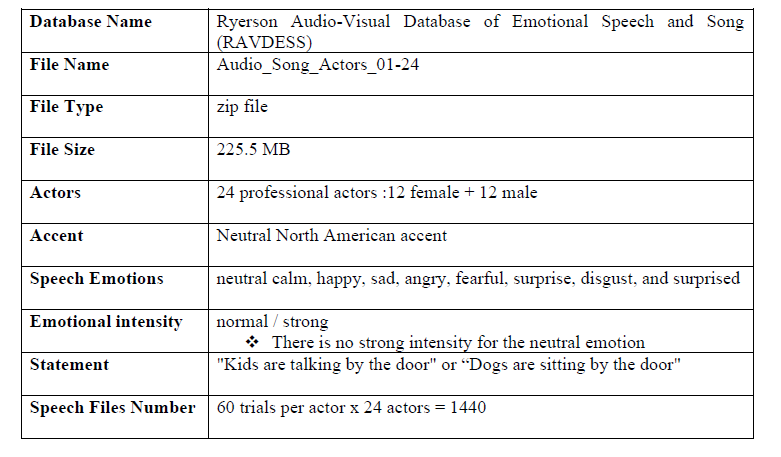 Database Name Ryerson Audio-Visual Database of Emotional Speech and Song
(RAVDESS)
File Name Audio_Song_Actors_01-24
File Type zip file
File Size 225.5 MB
Actors 24 professional actors :12 female + 12 male
Accent Neutral North American accent
Speech Emotions neutral calm, happy, sad, angry, fearful, surprise, disgust, and surprised
Emotional intensity normal / strong
❖ There is no strong intensity for the neutral emotion
Statement "Kids are talking by the door" or “Dogs are sitting by the door"
Speech Files Number 60 trials per actor x 24 actors = 1440